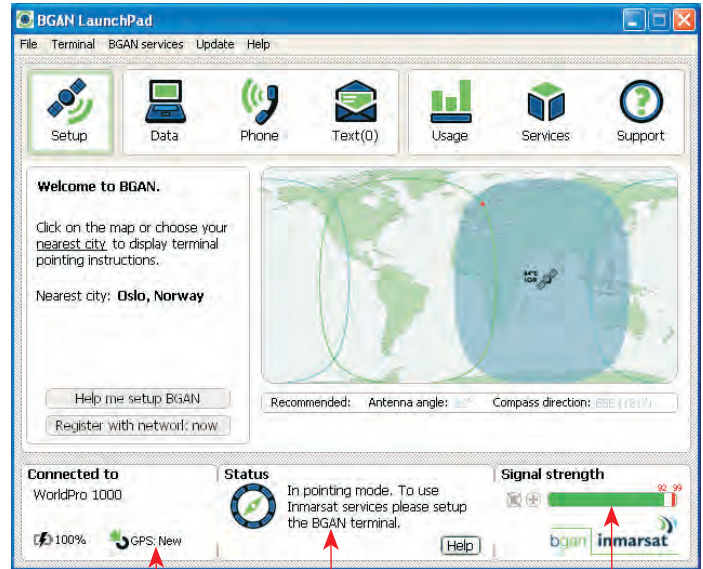 BGAN LaunchPad
File Terminal BGAN services Update Help
Setup
Data
Phone
Text(0)
Usage
Services
Support
Welcome to BGAN.
Click on the map or choose your
nearest city to display terminal
pointing instructions.
Nearest city: Oslo, Norway
Help me setup BGAN
Register with network now
64°E
IOR
Recommended: Antenna angle: Compass direction:
Connected to
WorldPro 1000
100% GPS: New
Status
In pointing mode. To use
Inmarsat services please setup
the BGAN terminal.
Help
Signal strength
92 99
bgan inmarsat